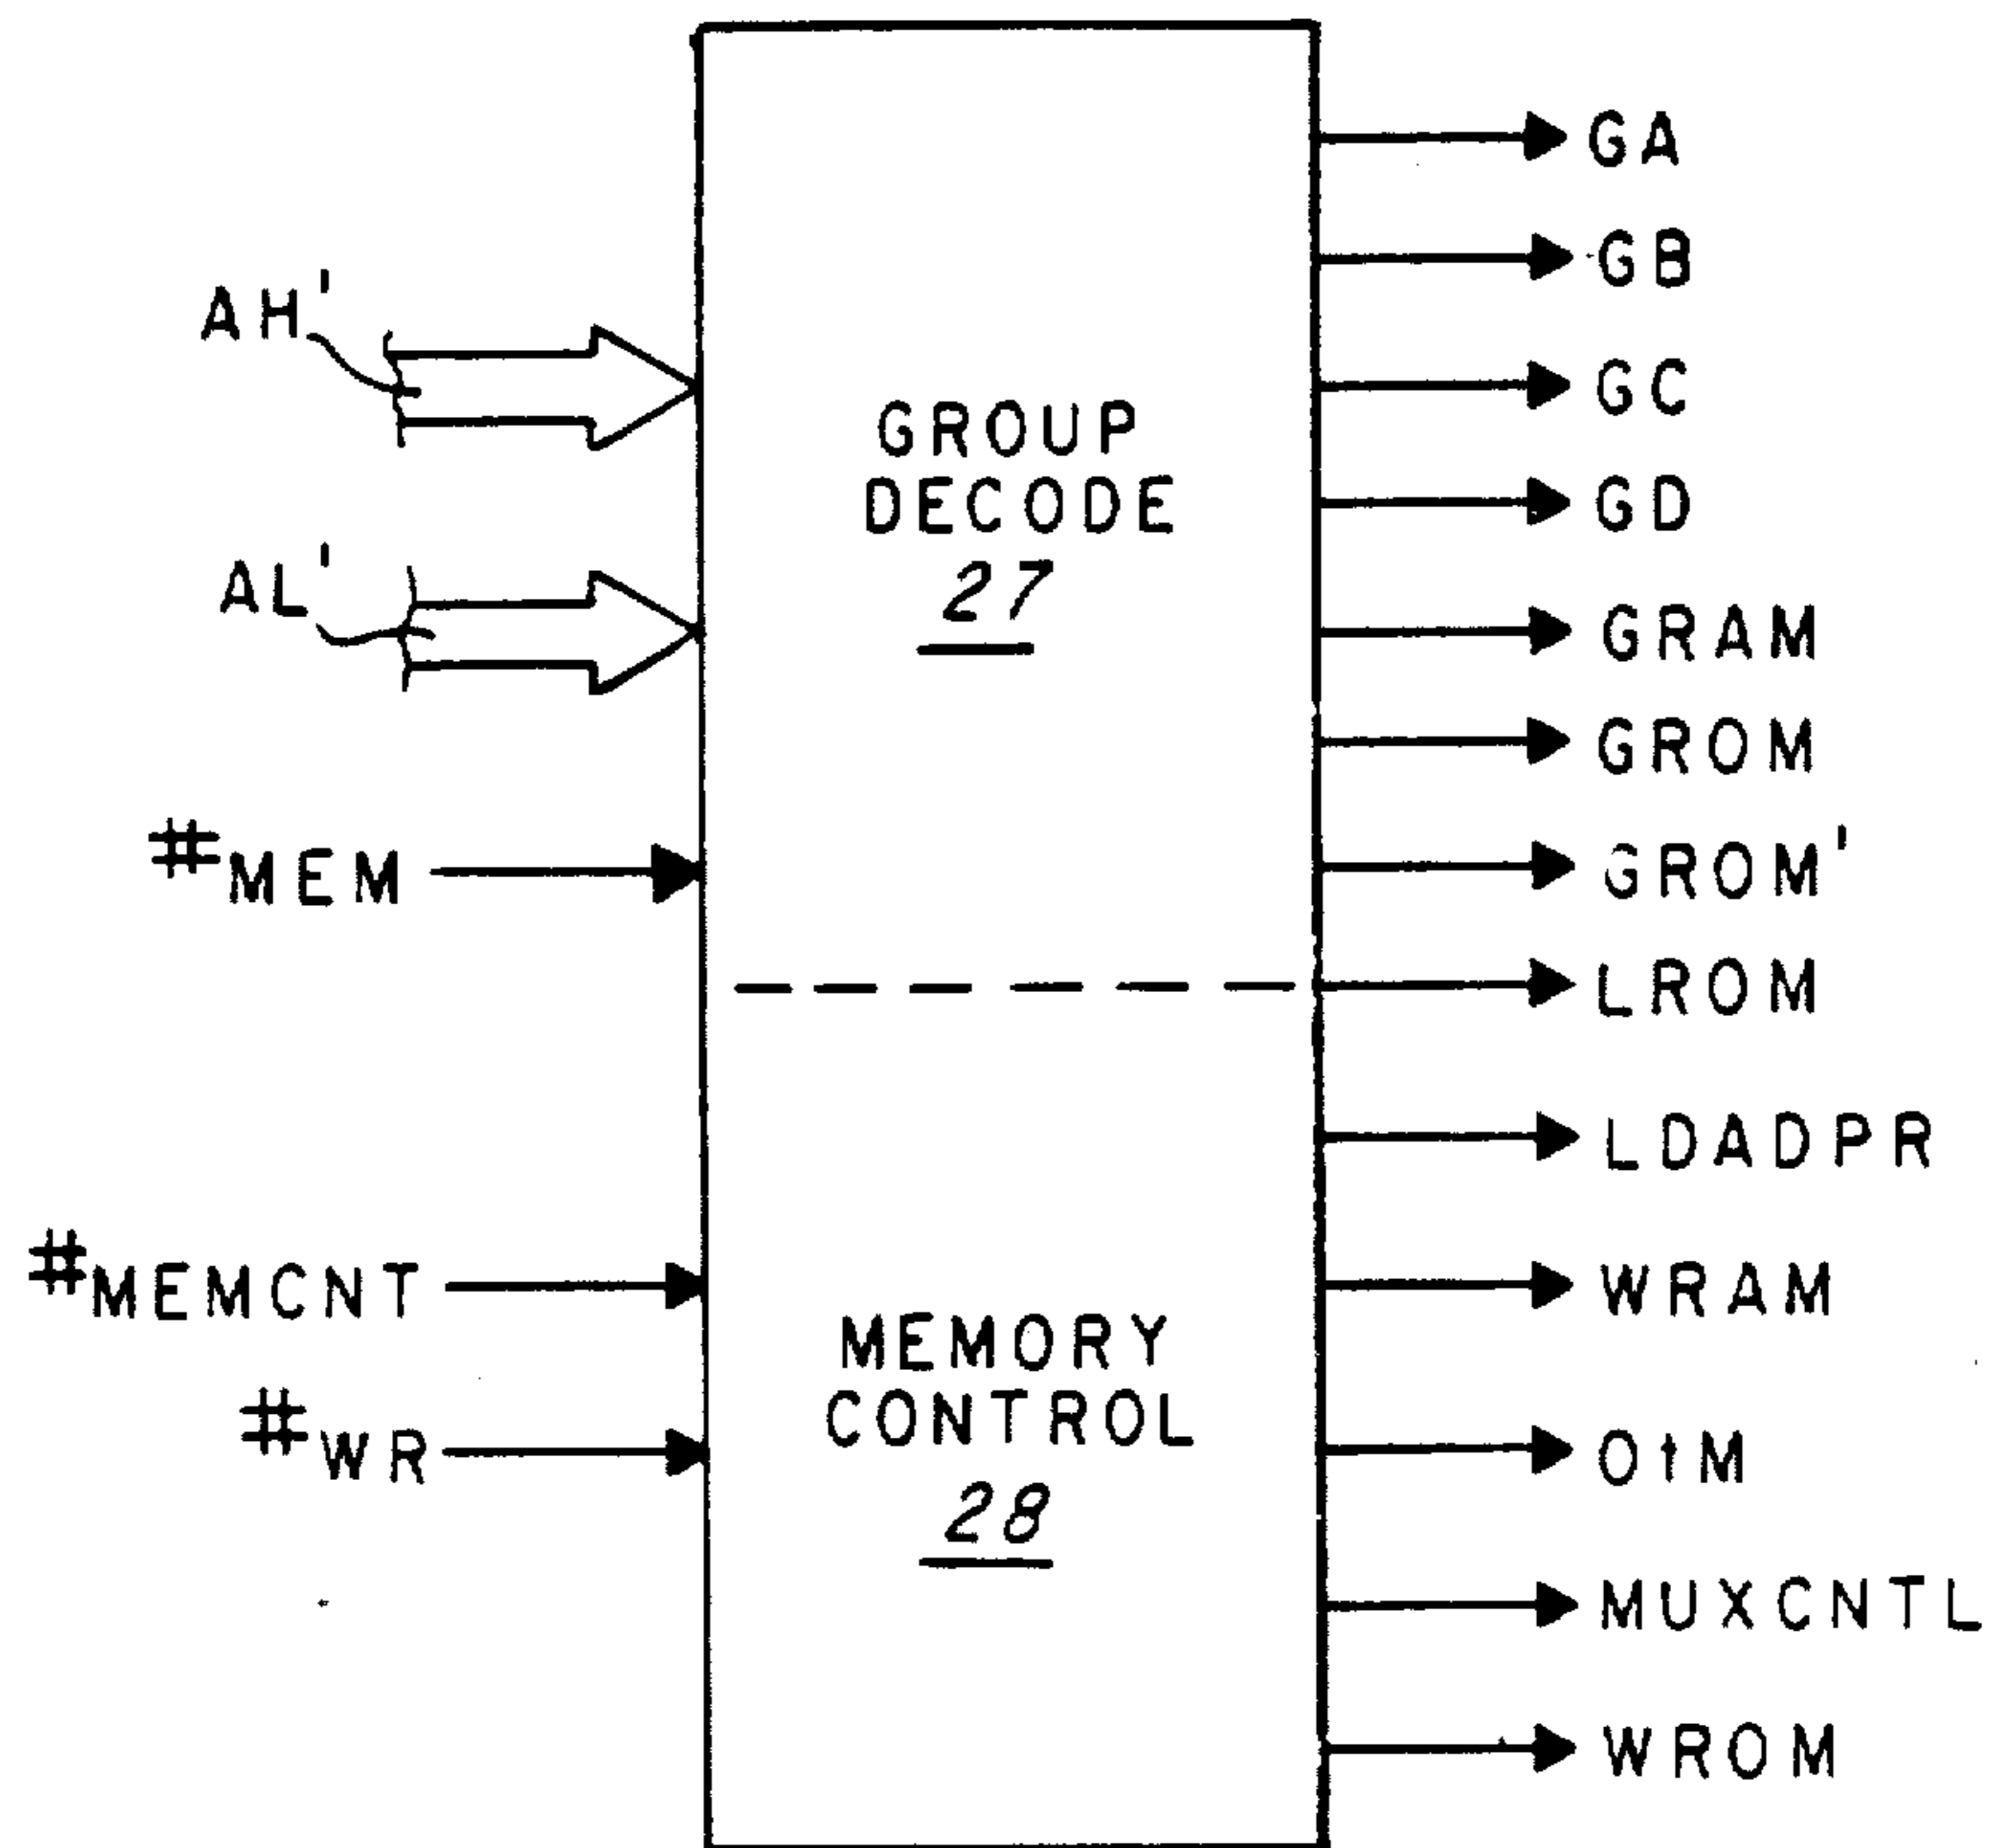 AH'
AL'
#MEM
#MEMCNT
#WR
GROUP
DECODE
27
MEMORY
CONTROL
28
GA
GB
GC
GD
GRAM
GROM
GROM'
LROM
LDADPR
WRAM
O↑M
MUXCNTL
WROM